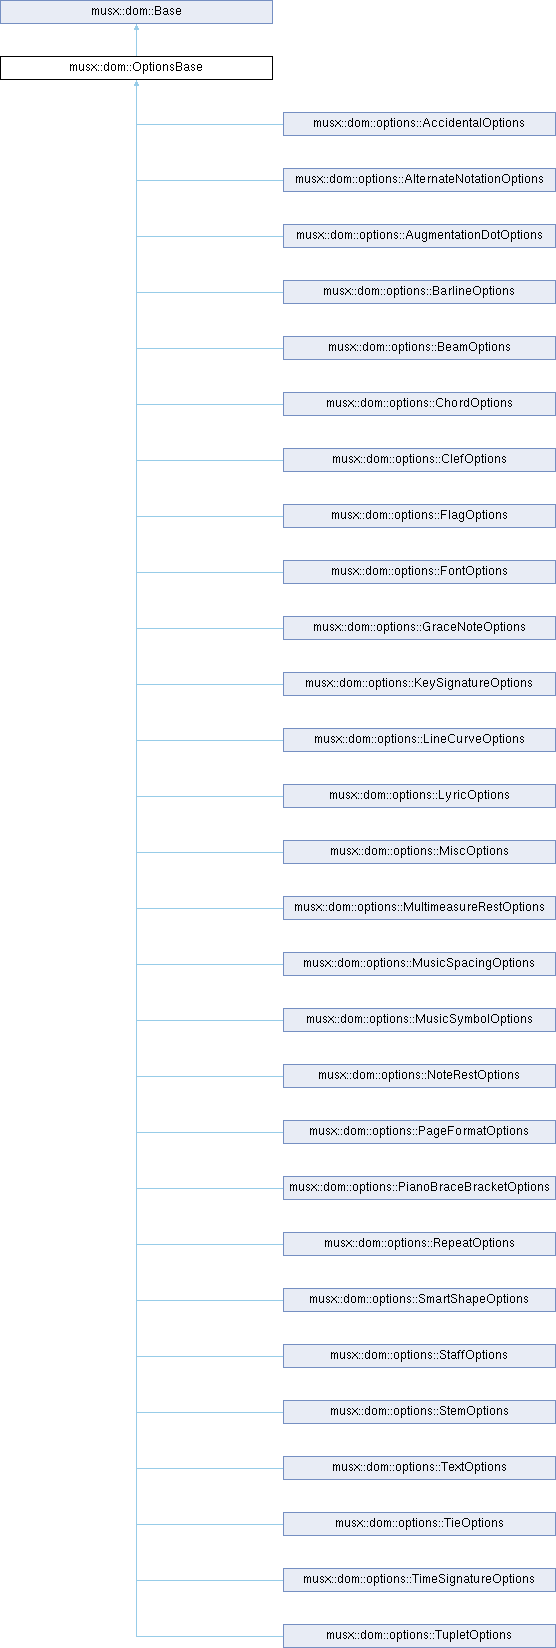 musx::dom::Base
musx::dom::OptionsBase
musx::dom::options::AccidentalOptions
musx::dom::options::AlternateNotationOptions
musx::dom::options::AugmentationDotOptions
musx::dom::options::BarlineOptions
musx::dom::options::BeamOptions
musx::dom::options::ChordOptions
musx::dom::options::ClefOptions
musx::dom::options::FlagOptions
musx::dom::options::FontOptions
musx::dom::options::GraceNoteOptions
musx::dom::options::KeySignatureOptions
musx::dom::options::LineCurveOptions
musx::dom::options::LyricOptions
musx::dom::options::MiscOptions
musx::dom::options::MultimeasureRestOptions
musx::dom::options::MusicSpacingOptions
musx::dom::options::MusicSymbolOptions
musx::dom::options::NoteRestOptions
musx::dom::options::PageFormatOptions
musx::dom::options::PianoBraceBracketOptions
musx::dom::options::RepeatOptions
musx::dom::options::SmartShapeOptions
musx::dom::options::StaffOptions
musx::dom::options::StemOptions
musx::dom::options::TextOptions
musx::dom::options::TieOptions
musx::dom::options::TimeSignatureOptions
musx::dom::options::TupletOptions